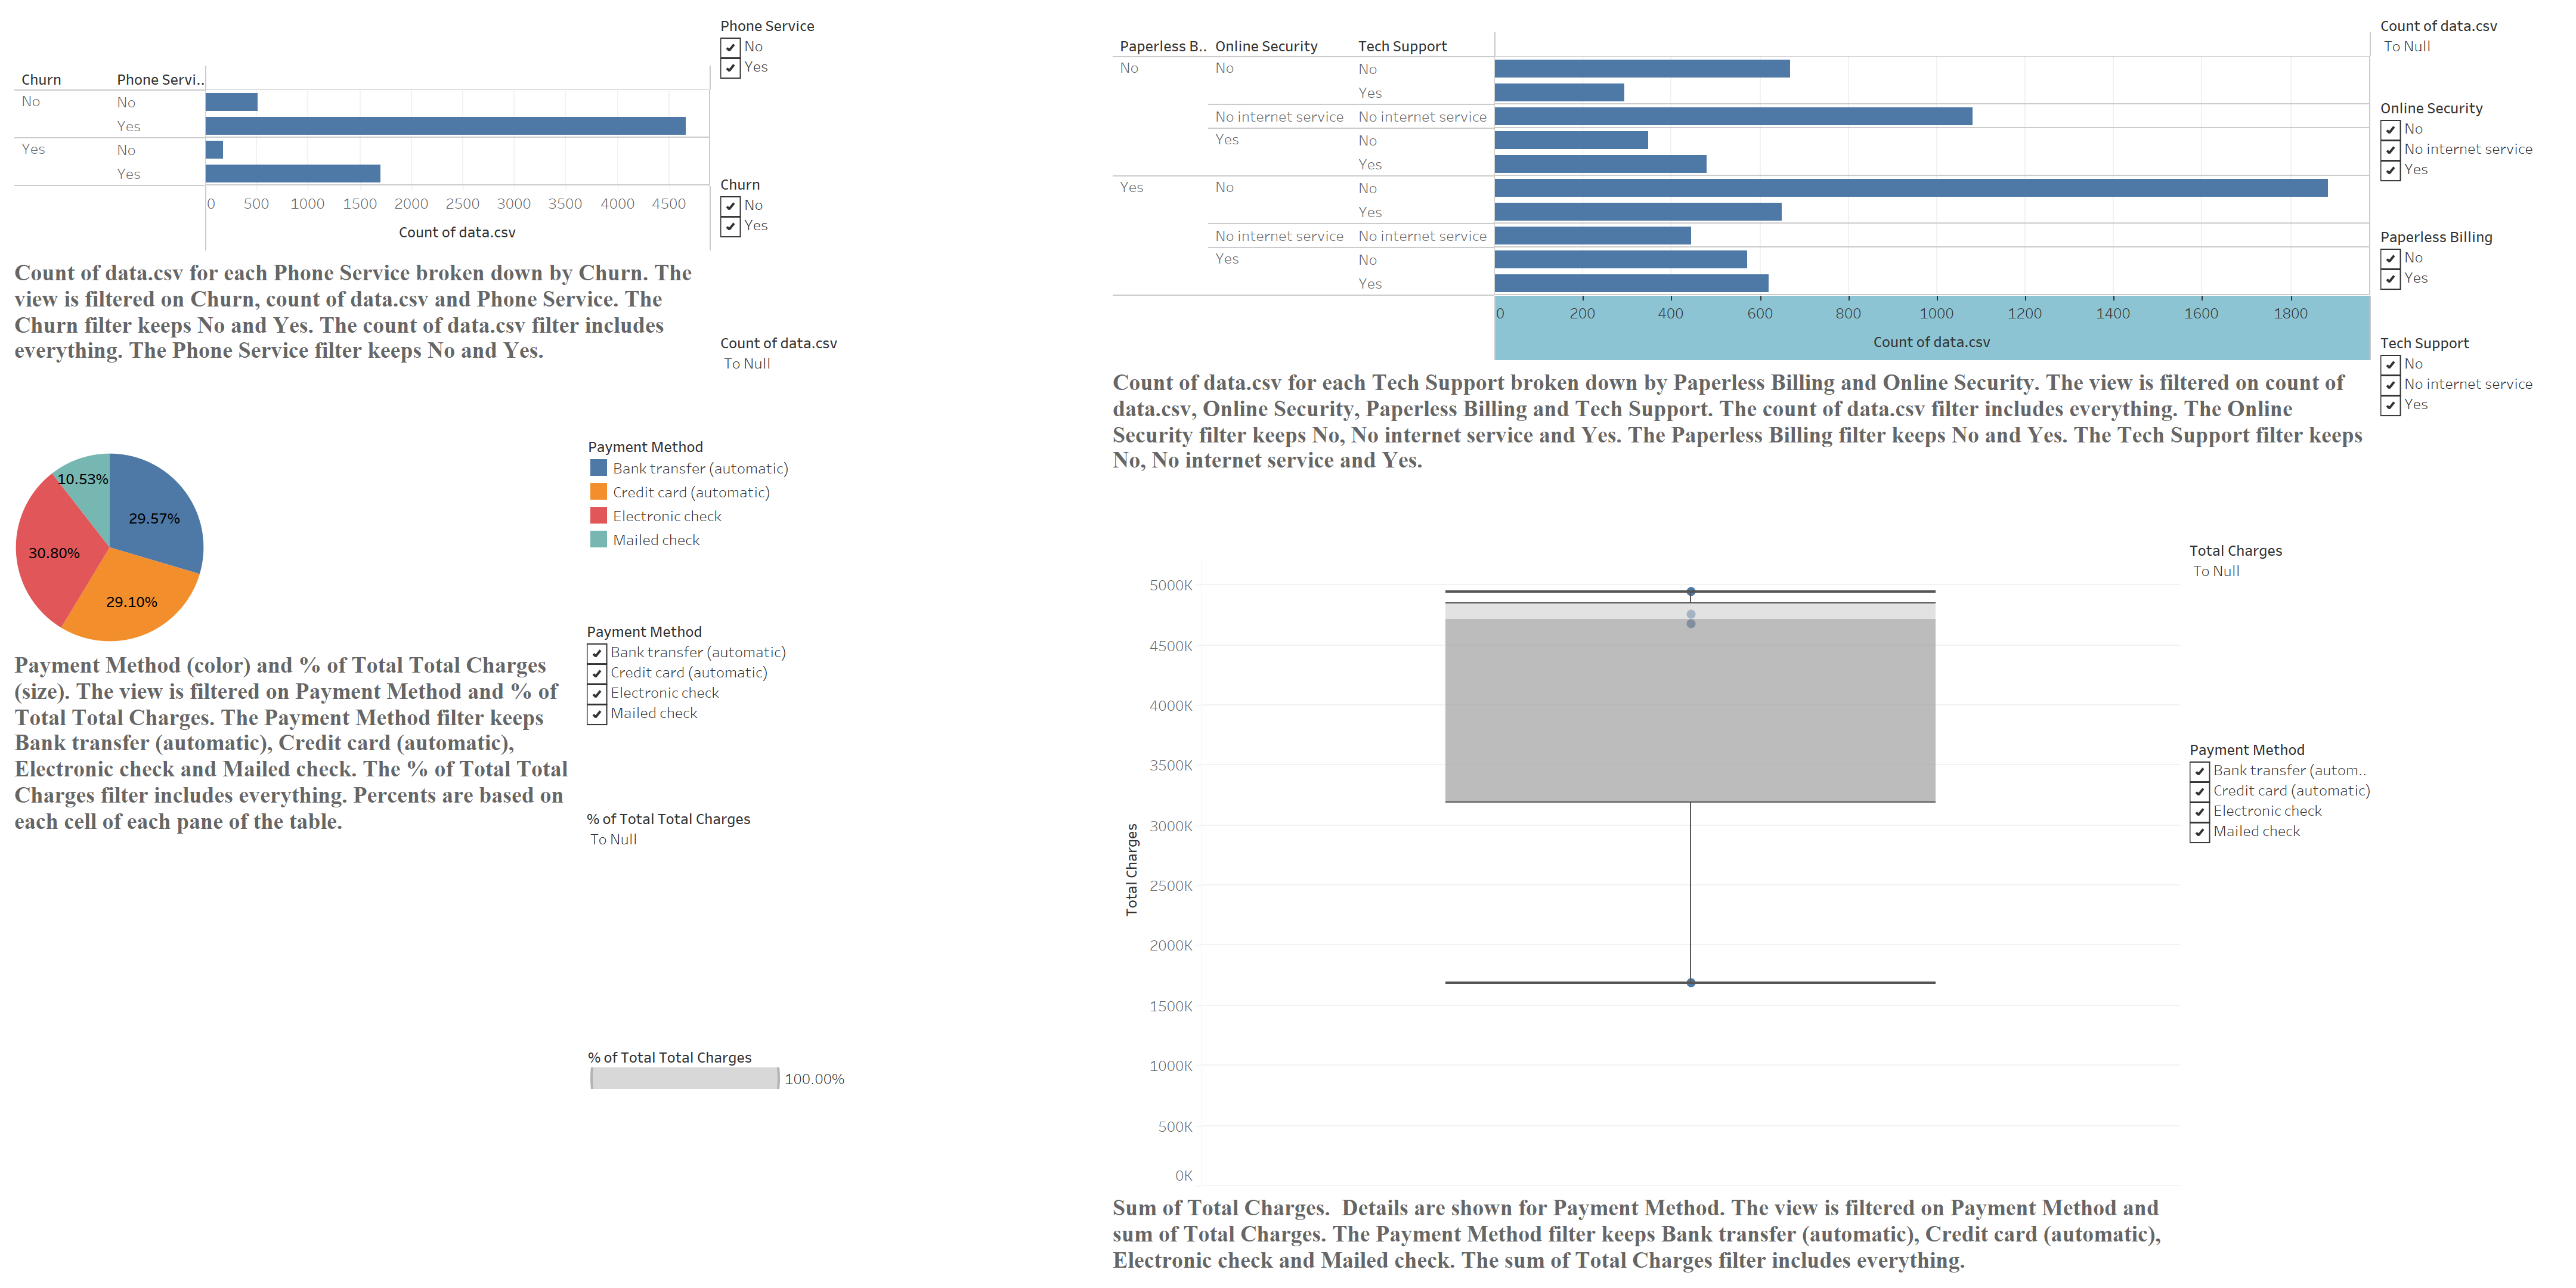 Churn Phone Servi..
No No
Yes
Yes No
Yes
0 500 1000 1500 2000 2500 3000 3500 4000 4500
Count of data.csv
Phone Service
No
Yes
Churn
No
Yes
Count of data.csv
To Null
Count of data.csv for each Phone Service broken down by Churn. The
view is filtered on Churn, count of data.csv and Phone Service. The
Churn filter keeps No and Yes. The count of data.csv filter includes
everything. The Phone Service filter keeps No and Yes.
Paperless B.. Online Security Tech Support
No No No
Yes
No internet service No internet service
Yes No
Yes
Yes No No
Yes
No internet service No internet service
Yes No
Yes
0 200 400 600 800 1000 1200 1400 1600 1800
Count of data.csv
Count of data.csv
To Null
Online Security
No
No internet service
Yes
Paperless Billing
No
Yes
Tech Support
No
No internet service
Yes
Count of data.csv for each Tech Support broken down by Paperless Billing and Online Security. The view is filtered on count of
data.csv, Online Security, Paperless Billing and Tech Support. The count of data.csv filter includes everything. The Online
Security filter keeps No, No internet service and Yes. The Paperless Billing filter keeps No and Yes. The Tech Support filter keeps
No, No internet service and Yes.
10.53%
29.57%
30.80%
29.10%
Payment Method
Bank transfer (automatic)
Credit card (automatic)
Electronic check
Mailed check
Payment Method
Bank transfer (automatic)
Credit card (automatic)
Electronic check
Mailed check
% of Total Total Charges
To Null
% of Total Total Charges
100.00%
Payment Method (color) and % of Total Total Charges
(size). The view is filtered on Payment Method and % of
Total Total Charges. The Payment Method filter keeps
Bank transfer (automatic), Credit card (automatic),
Electronic check and Mailed check. The % of Total Total
Charges filter includes everything. Percents are based on
each cell of each pane of the table.
Total Charges
5000K
4500K
4000K
3500K
3000K
2500K
2000K
1500K
1000K
500K
0K
Total Charges
To Null
Payment Method
Bank transfer (autom..
Credit card (automatic)
Electronic check
Mailed check
Sum of Total Charges.  Details are shown for Payment Method. The view is filtered on Payment Method and
sum of Total Charges. The Payment Method filter keeps Bank transfer (automatic), Credit card (automatic),
Electronic check and Mailed check. The sum of Total Charges filter includes everything.